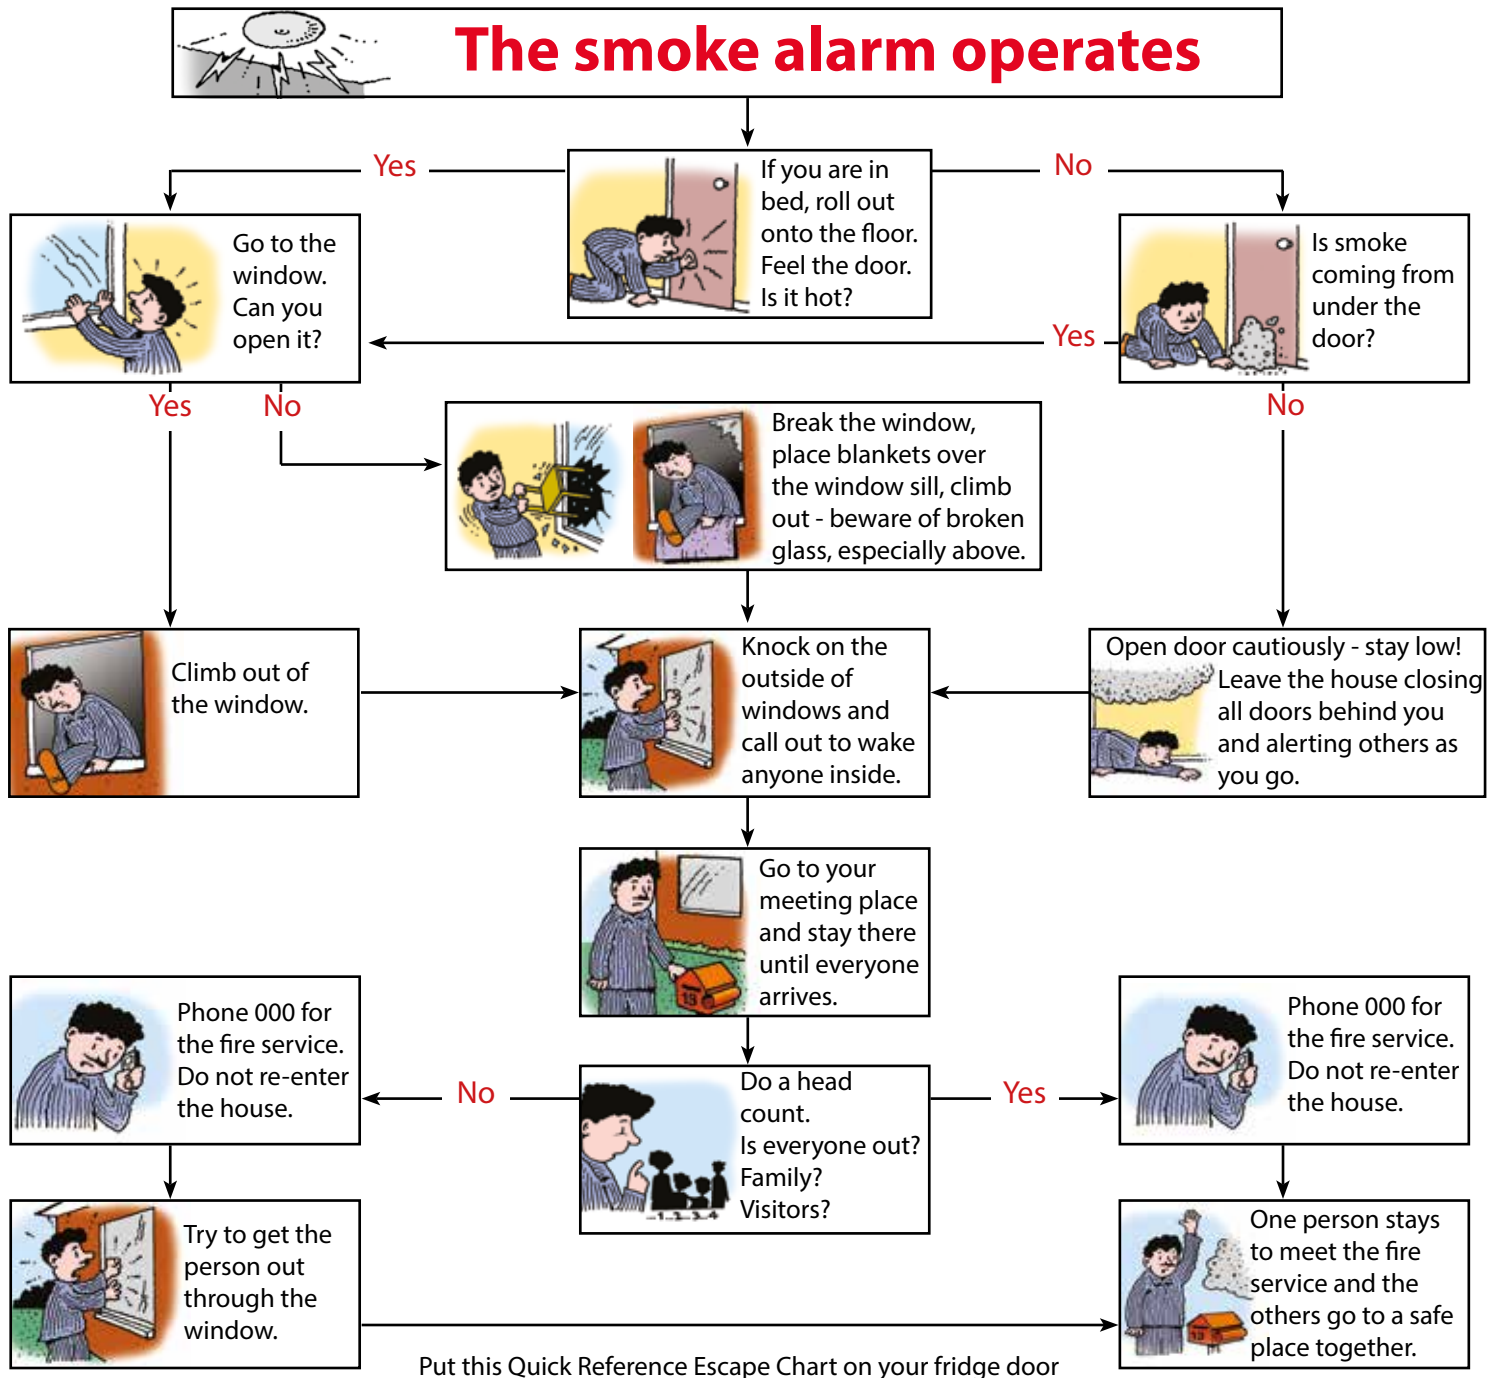 The smoke alarm operates
Yes
If you are in
bed, roll out
onto the floor.
Feel the door.
Is it hot?
No
Go to the
window.
Can you
open it?
Is smoke
coming from
under the
door?
Yes
Yes
No
No
Break the window,
place blankets over
the window sill, climb
out - beware of broken
glass, especially above.
Climb out of
the window.
Knock on the
outside of
windows and
call out to wake
anyone inside.
Open door cautiously - stay low!
Leave the house closing
all doors behind you
and alerting others as
you go.
Go to your
meeting place
and stay there
until everyone
arrives.
13
Phone 000 for
the fire service.
Do not re-enter
the house.
No
Do a head
count.
Is everyone out?
Family?
Visitors?
...1..2..3..4
Yes
Phone 000 for
the fire service.
Do not re-enter
the house.
Try to get the
person out
through the
window.
One person stays
to meet the fire
service and the
others go to a safe
place together.
13
Put this Quick Reference Escape Chart on your fridge door